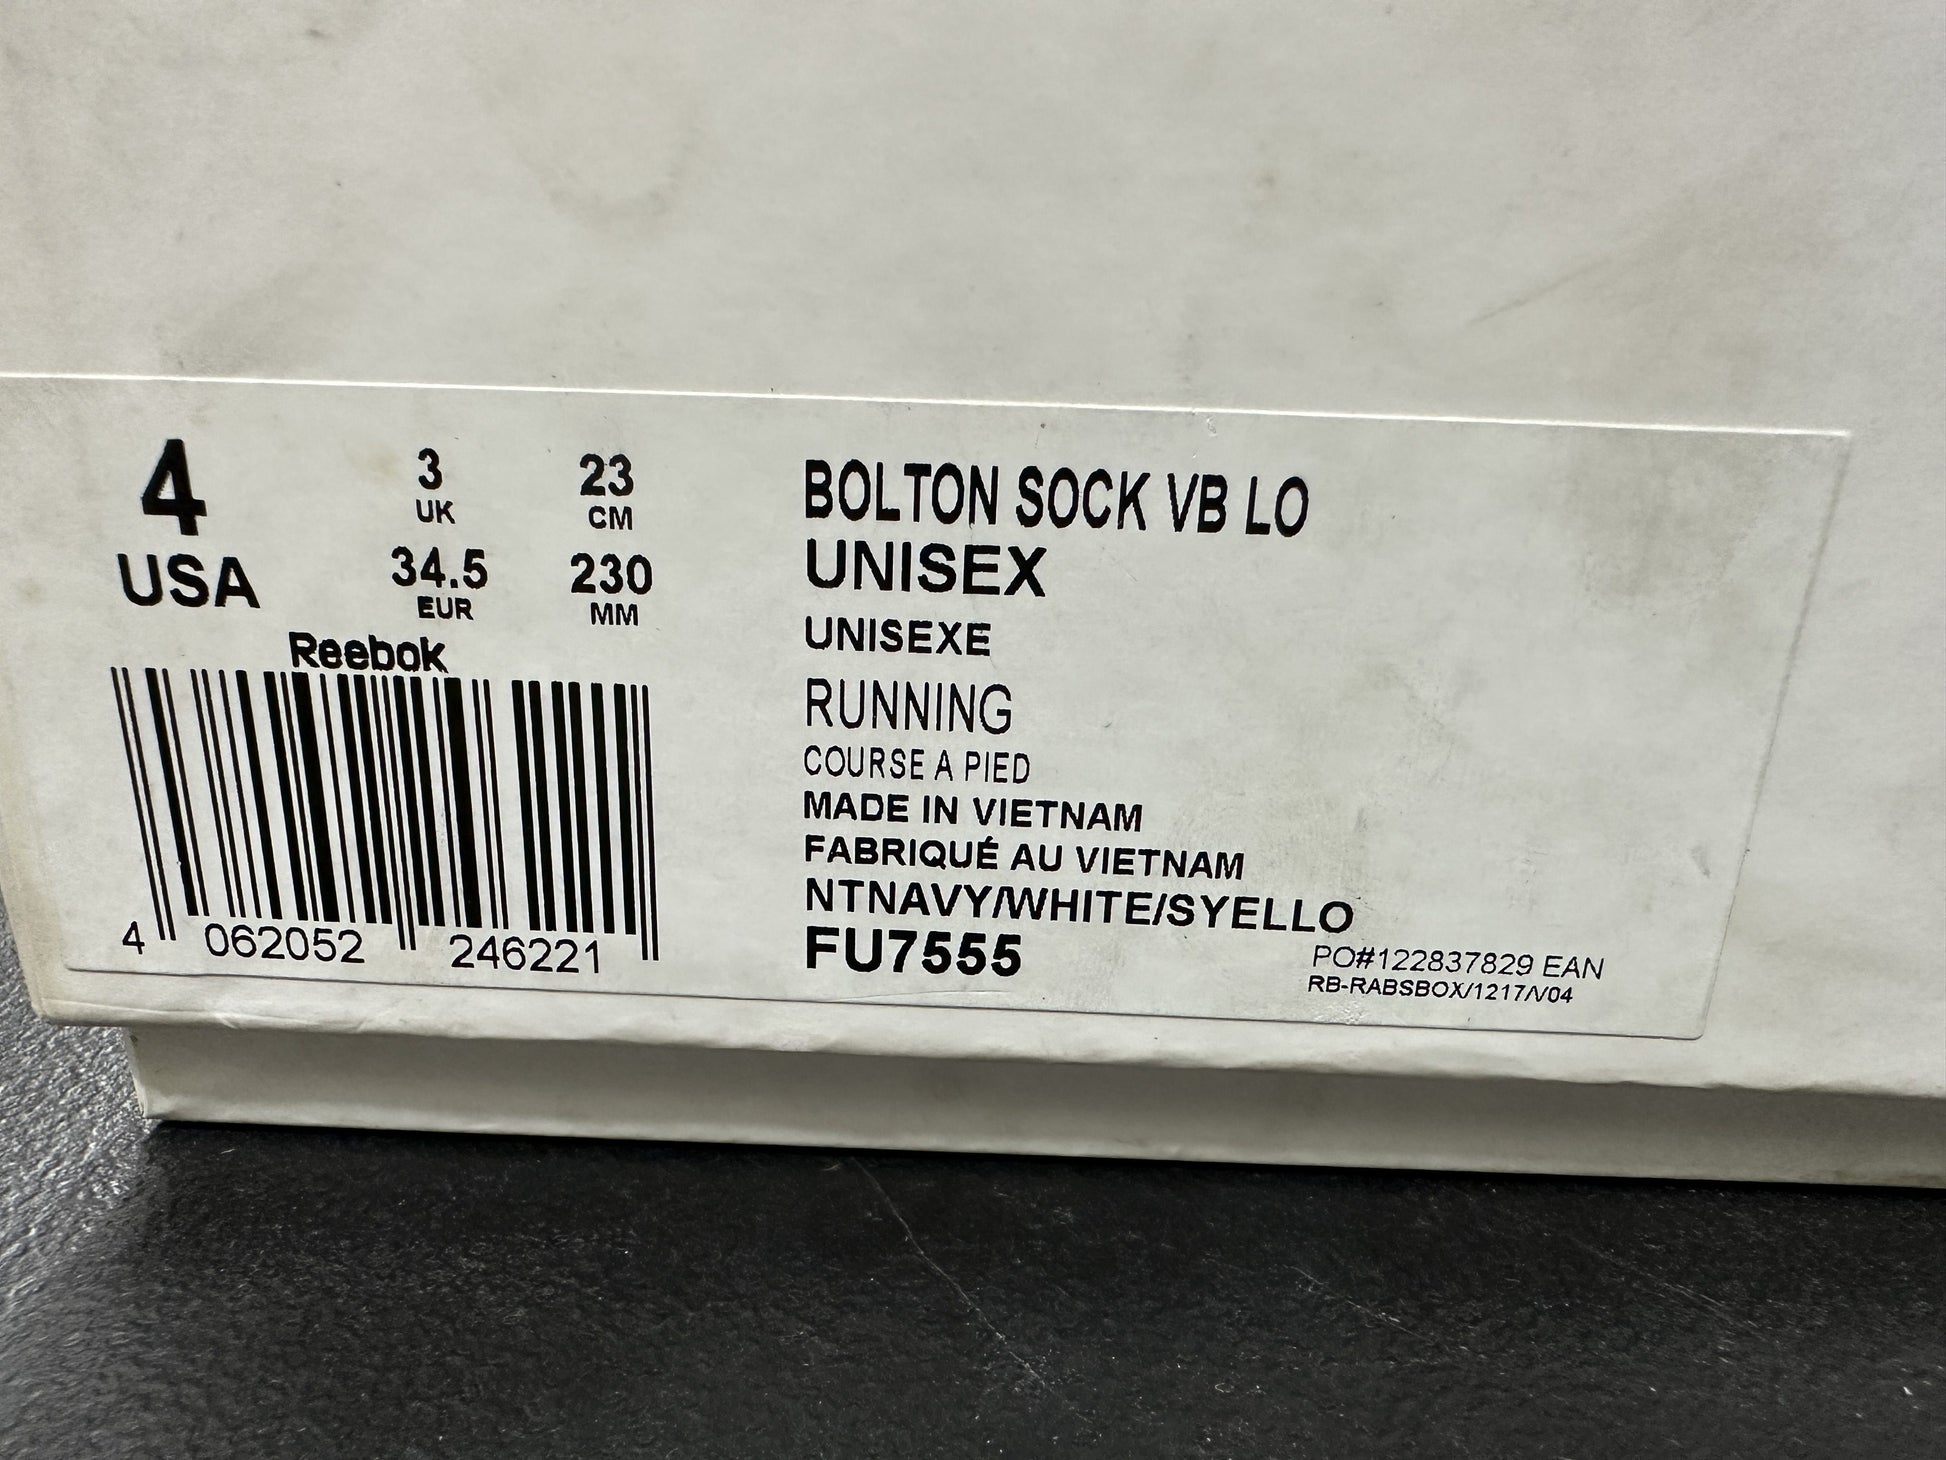 4
USA
3
UK
23
CM
34.5
EUR
230
MM
Reebok
4 062052 246221
BOLTON SOCK VB LO
UNISEX
UNISEXE
RUNNING
COURSE A PIED
MADE IN VIETNAM
FABRIQUÉ AU VIETNAM
NTNAVY/WHITE/SYELLO
FU7555
PO#122837829 EAN
RB-RABSBOX/1217/V04